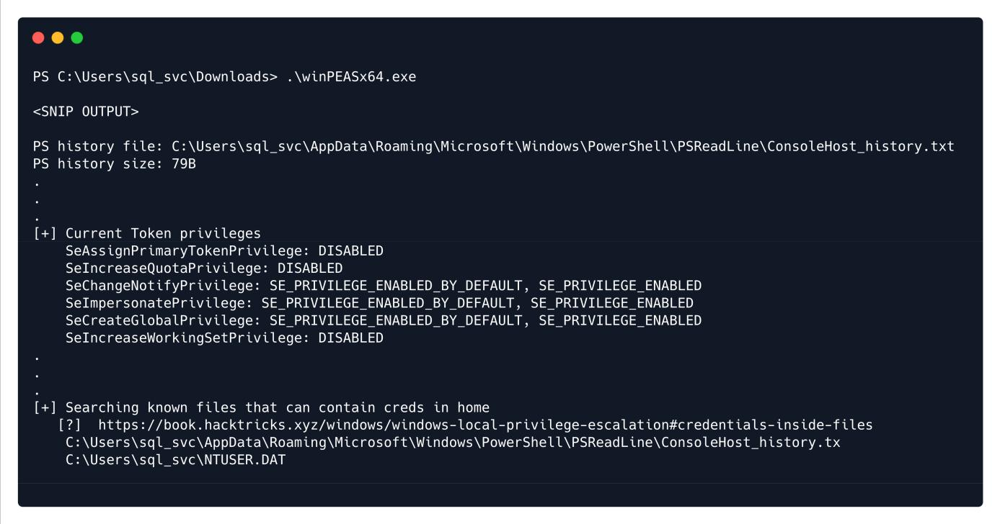 PS C:\Users\sql_svc\Downloads> .\winPEASx64.exe
<SNIP OUTPUT>
PS history file: C:\Users\sql_svc\AppData\Roaming\Microsoft\Windows\PowerShell\PSReadLine\ConsoleHost_history.txt
PS history size: 79B
.
.
.
[+] Current Token privileges
    SeAssignPrimaryTokenPrivilege: DISABLED
    SeIncreaseQuotaPrivilege: DISABLED
    SeChangeNotifyPrivilege: SE_PRIVILEGE_ENABLED_BY_DEFAULT, SE_PRIVILEGE_ENABLED
    SeImpersonatePrivilege: SE_PRIVILEGE_ENABLED_BY_DEFAULT, SE_PRIVILEGE_ENABLED
    SeCreateGlobalPrivilege: SE_PRIVILEGE_ENABLED_BY_DEFAULT, SE_PRIVILEGE_ENABLED
    SeIncreaseWorkingSetPrivilege: DISABLED
.
.
.
[+] Searching known files that can contain creds in home
   [?]  https://book.hacktricks.xyz/windows/windows-local-privilege-escalation#credentials-inside-files
    C:\Users\sql_svc\AppData\Roaming\Microsoft\Windows\PowerShell\PSReadLine\ConsoleHost_history.tx
    C:\Users\sql_svc\NTUSER.DAT